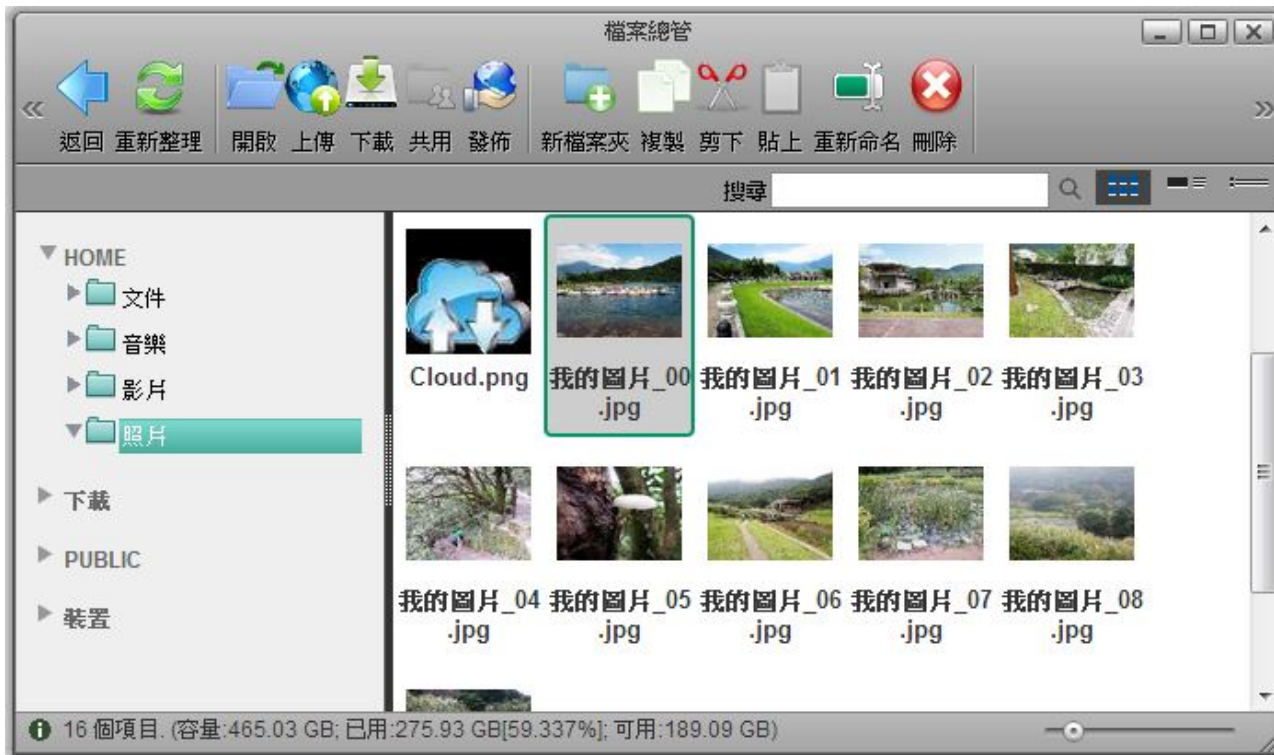 檔案總管
返回 重新整理 開啟 上傳 下載 共用 發佈 新檔案夾 複製 剪下 貼上 重新命名 刪除
搜尋
HOME
文件
音樂
影片
照片
下載
PUBLIC
裝置
Cloud.png 我的圖片_00 我的圖片_01 我的圖片_02 我的圖片_03
.jpg .jpg .jpg .jpg
我的圖片_04 我的圖片_05 我的圖片_06 我的圖片_07 我的圖片_08
.jpg .jpg .jpg .jpg .jpg
16 個項目. (容量:465.03 GB; 已用:275.93 GB[59.337%]; 可用:189.09 GB)